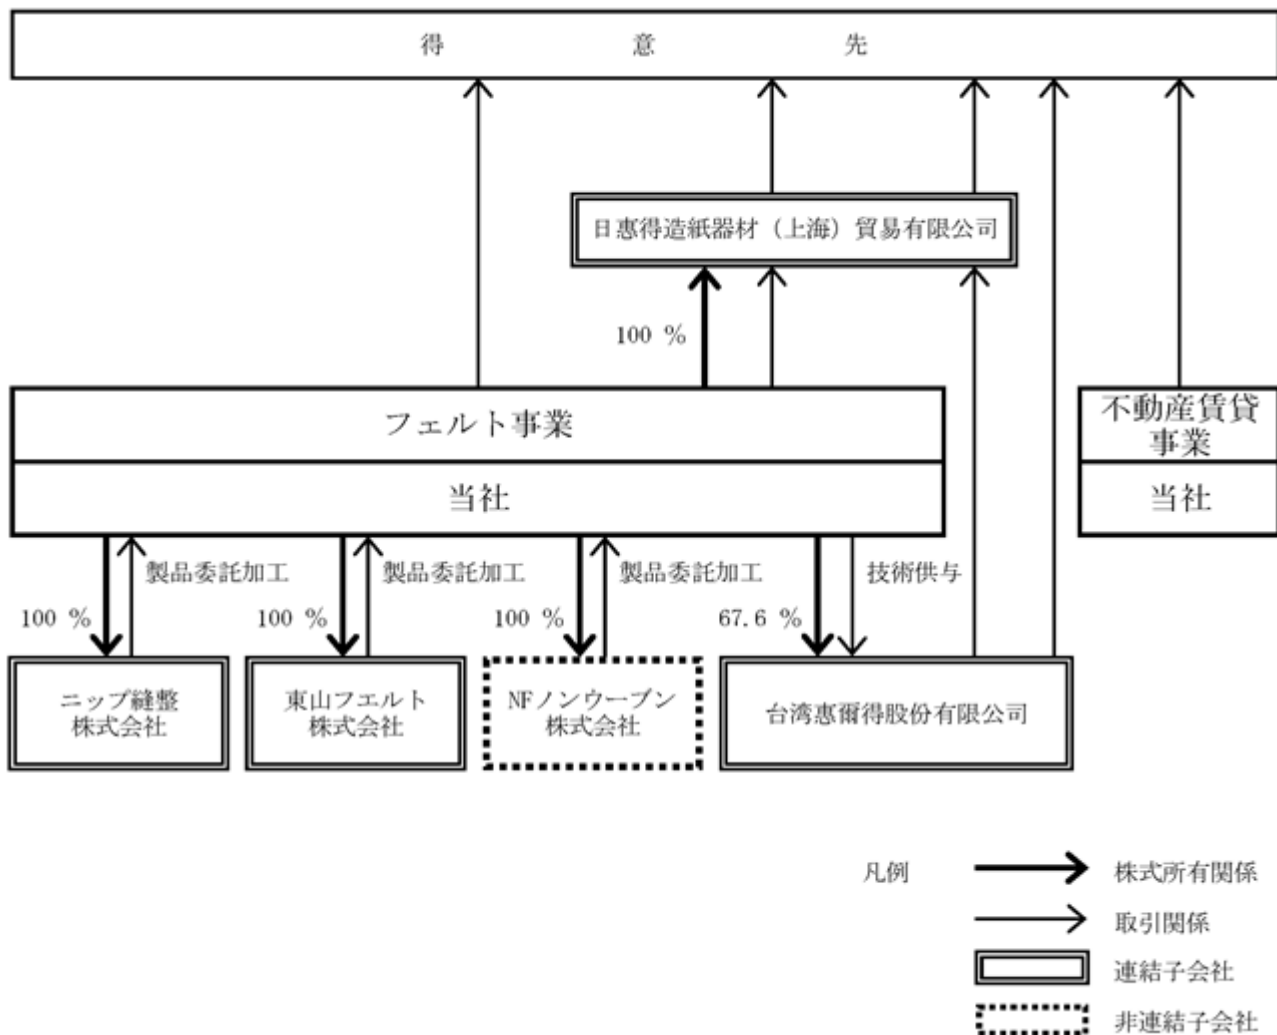 得意先
日惠得造紙器材（上海）貿易有限公司
100 %
フェルト事業
当社
不動産賃貸
事業
当社
製品委託加工
製品委託加工
製品委託加工
技術供与
100 %
100 %
100 %
67.6 %
ニップ縫整
株式会社
東山フエルト
株式会社
NFノンウーブン
株式会社
台湾惠爾得股份有限公司
凡例
株式所有関係
取引関係
連結子会社
非連結子会社